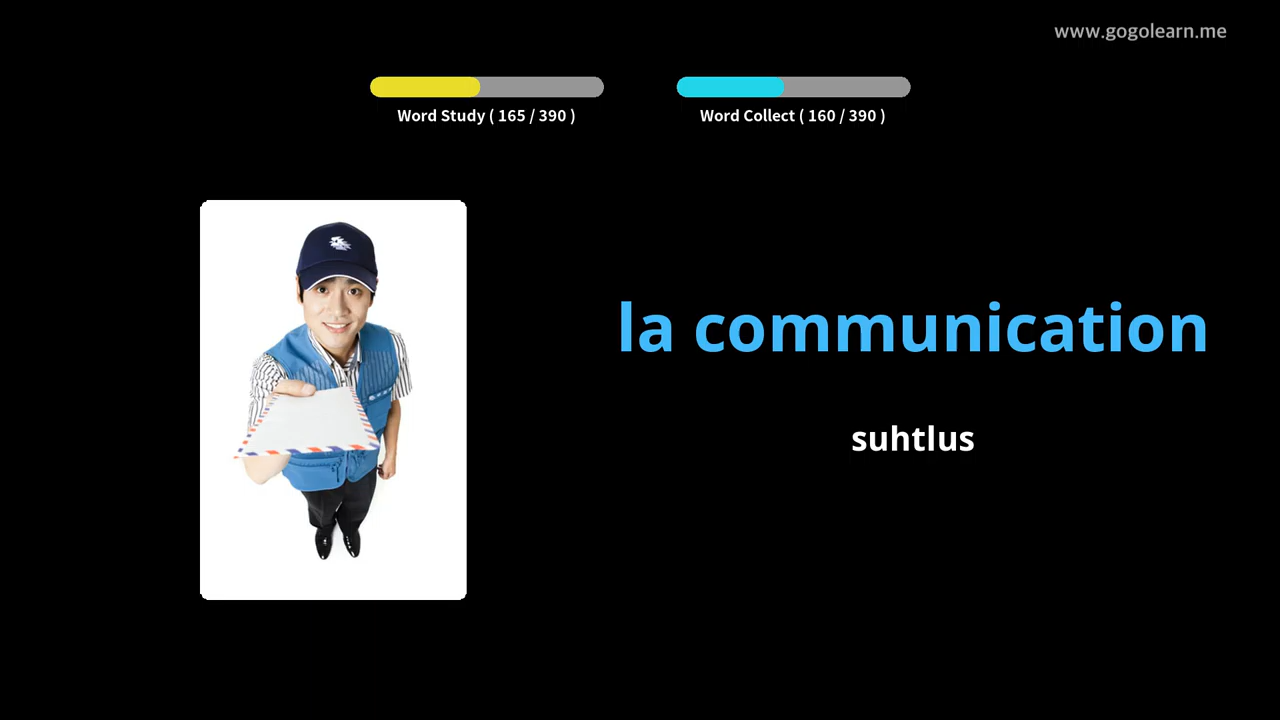 www.gogolearn.me
Word Study ( 165 / 390 )
Word Collect ( 160 / 390 )
la communication
suhtlus